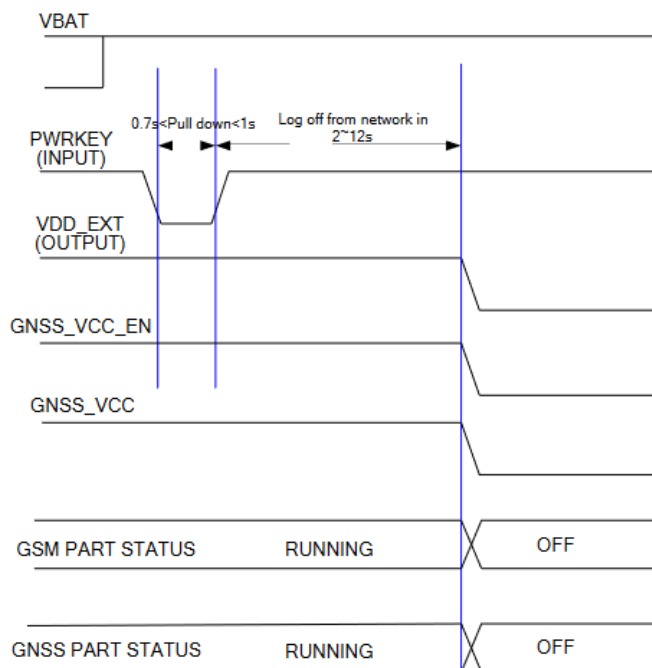 VBAT
0.7s<Pull down<1s
Log off from network in
2~12s
PWRKEY
(INPUT)
VDD_EXT
(OUTPUT)
GNSS_VCC_EN
GNSS_VCC
GSM PART STATUS RUNNING OFF
GNSS PART STATUS RUNNING OFF